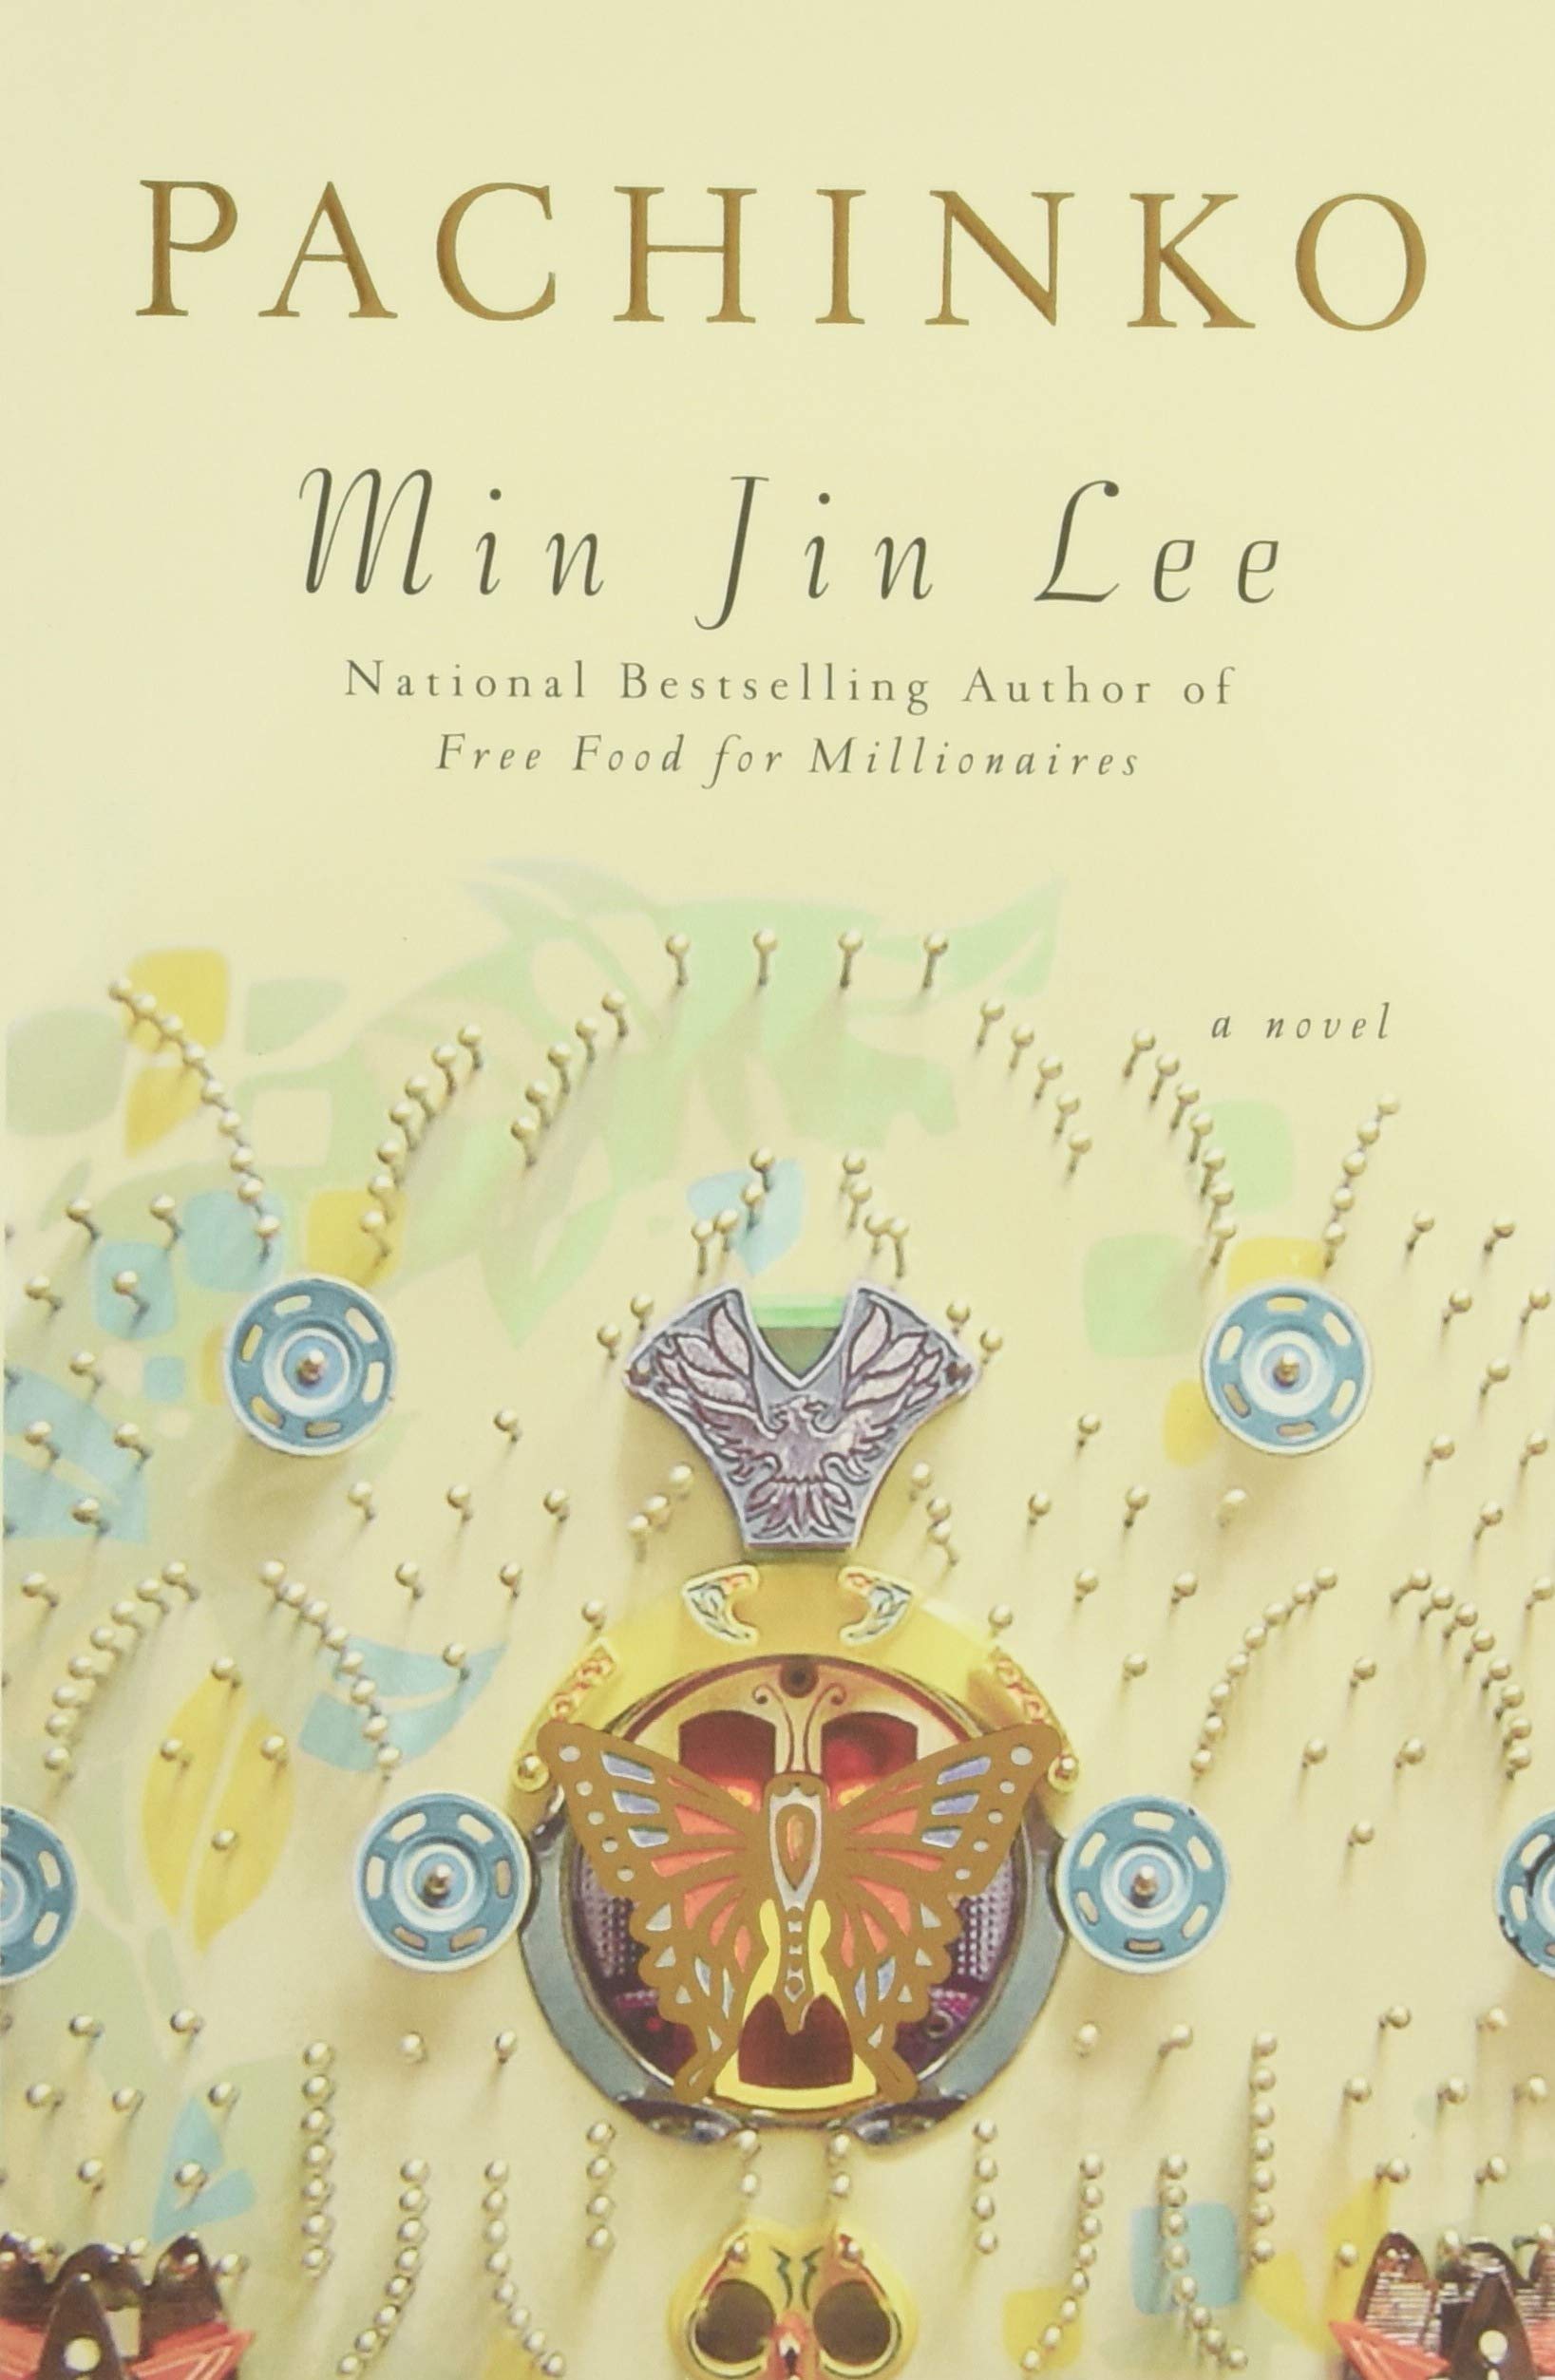 PACHINKO
Min Jin Lee
National Bestselling Author of
Free Food for Millionaires
a novel